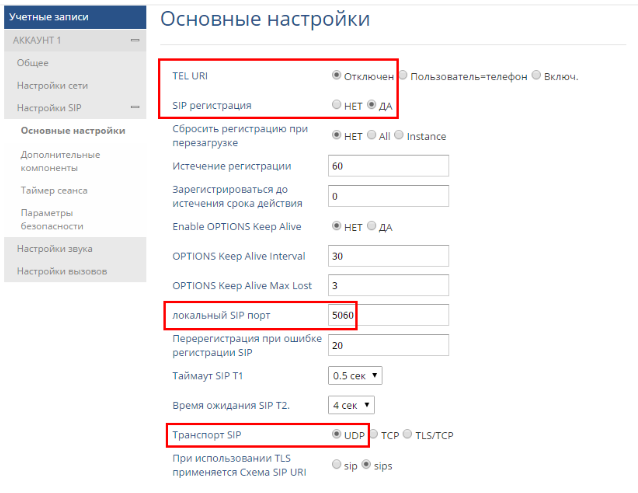 Учетные записи
АККАУНТ 1
Общее
Настройки сети
Настройки SIP
Основные настройки
Дополнительные
компоненты
Таймер сеанса
Параметры
безопасности
Настройки звука
Настройки вызовов
Основные настройки
TEL URI Отключен Пользователь=телефон Включ.
SIP регистрация НЕТ ДА
Сбросить регистрацию при
перезагрузке НЕТ All Instance
Истечение регистрации 60
Зарегистрироваться до
истечения срока действия 0
Enable OPTIONS Keep Alive НЕТ ДА
OPTIONS Keep Alive Interval 30
OPTIONS Keep Alive Max Lost 3
локальный SIP порт 5060
Перерегистрация при ошибке
регистрации SIP 20
Таймаут SIP T1 0.5 сек
Время ожидания SIP T2. 4 сек
Транспорт SIP UDP TCP TLS/TCP
При использовании TLS
применяется Схема SIP URI sip sips